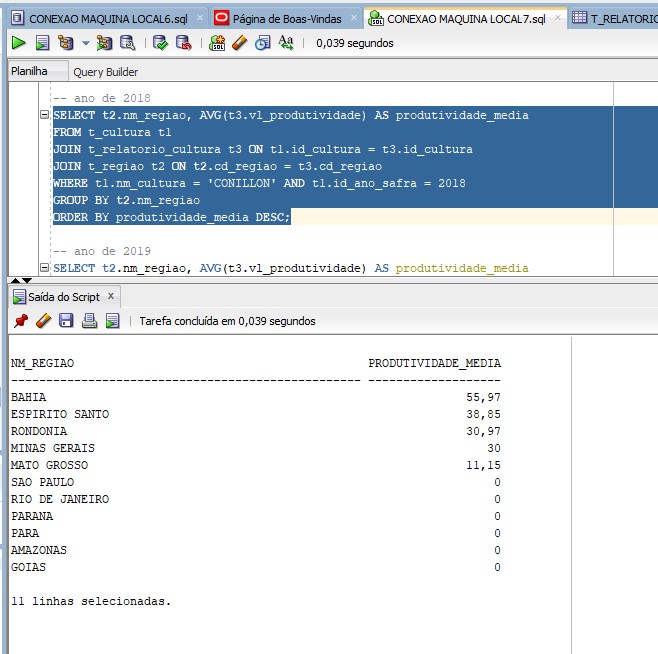 CONEXAO MAQUINA LOCAL6.sql × Página de Boas-Vindas × SQL CONEXAO MAQUINA LOCAL7.sql × T_RELATORIO
SQL 0,039 segundos
Planilha Query Builder
-- ano de 2018
SELECT t2.nm_regiao, AVG(t3.vl_produtividade) AS produtividade_media
FROM t_cultura t1
JOIN t_relatorio_cultura t3 ON t1.id_cultura = t3.id_cultura
JOIN t_regiao t2 ON t2.cd_regiao = t3.cd_regiao
WHERE t1.nm_cultura = 'CONILLON' AND t1.id_ano_safra = 2018
GROUP BY t2.nm_regiao
ORDER BY produtividade_media DESC;
-- ano de 2019
SELECT t2.nm_regiao, AVG(t3.vl_produtividade) AS produtividade_media
Saída do Script ×
Tarefa concluída em 0,039 segundos
NM_REGIAO PRODUTIVIDADE_MEDIA
-------------------------------------------------- -------------------
BAHIA 55,97
ESPIRITO SANTO 38,85
RONDONIA 30,97
MINAS GERAIS 30
MATO GROSSO 11,15
SAO PAULO 0
RIO DE JANEIRO 0
PARANA 0
PARA 0
AMAZONAS 0
GOIAS 0
11 linhas selecionadas.